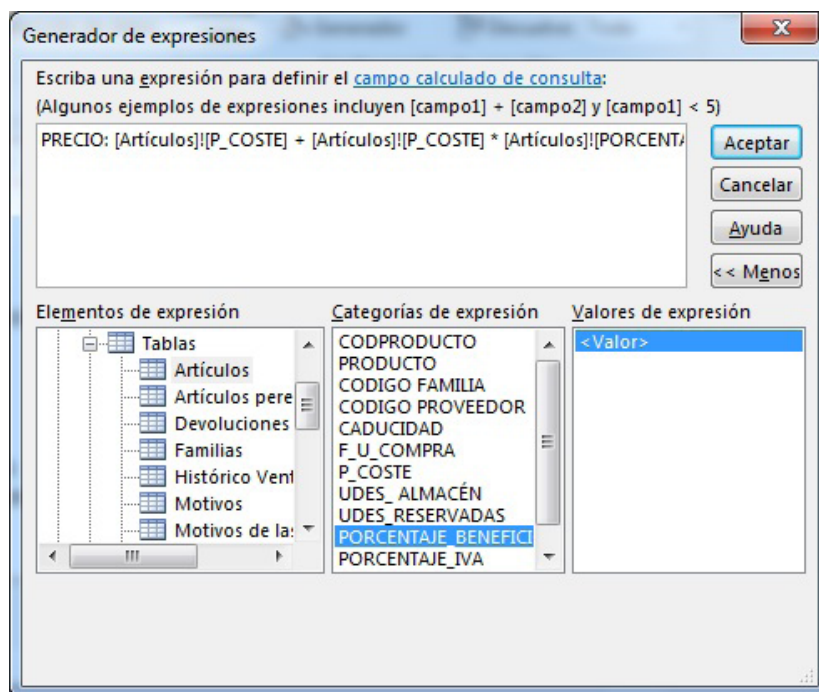 Generador de expresiones
Escriba una expresión para definir el campo calculado de consulta:
(Algunos ejemplos de expresiones incluyen [campo1] + [campo2] y [campo1] < 5)
PRECIO: [Artículos]![P_COSTE] + [Artículos]![P_COSTE] * [Artículos]![PORCENTA
Aceptar
Cancelar
Ayuda
<< Menos
Elementos de expresión
Tablas
Artículos
Artículos pere
Devoluciones
Familias
Histórico Vent
Motivos
Motivos de las
Categorías de expresión
CODPRODUCTO
PRODUCTO
CODIGO FAMILIA
CODIGO PROVEEDOR
CADUCIDAD
F_U_COMPRA
P_COSTE
UDES_ ALMACÉN
UDES_RESERVADAS
PORCENTAJE_BENEFICI
PORCENTAJE_IVA
Valores de expresión
<Valor>